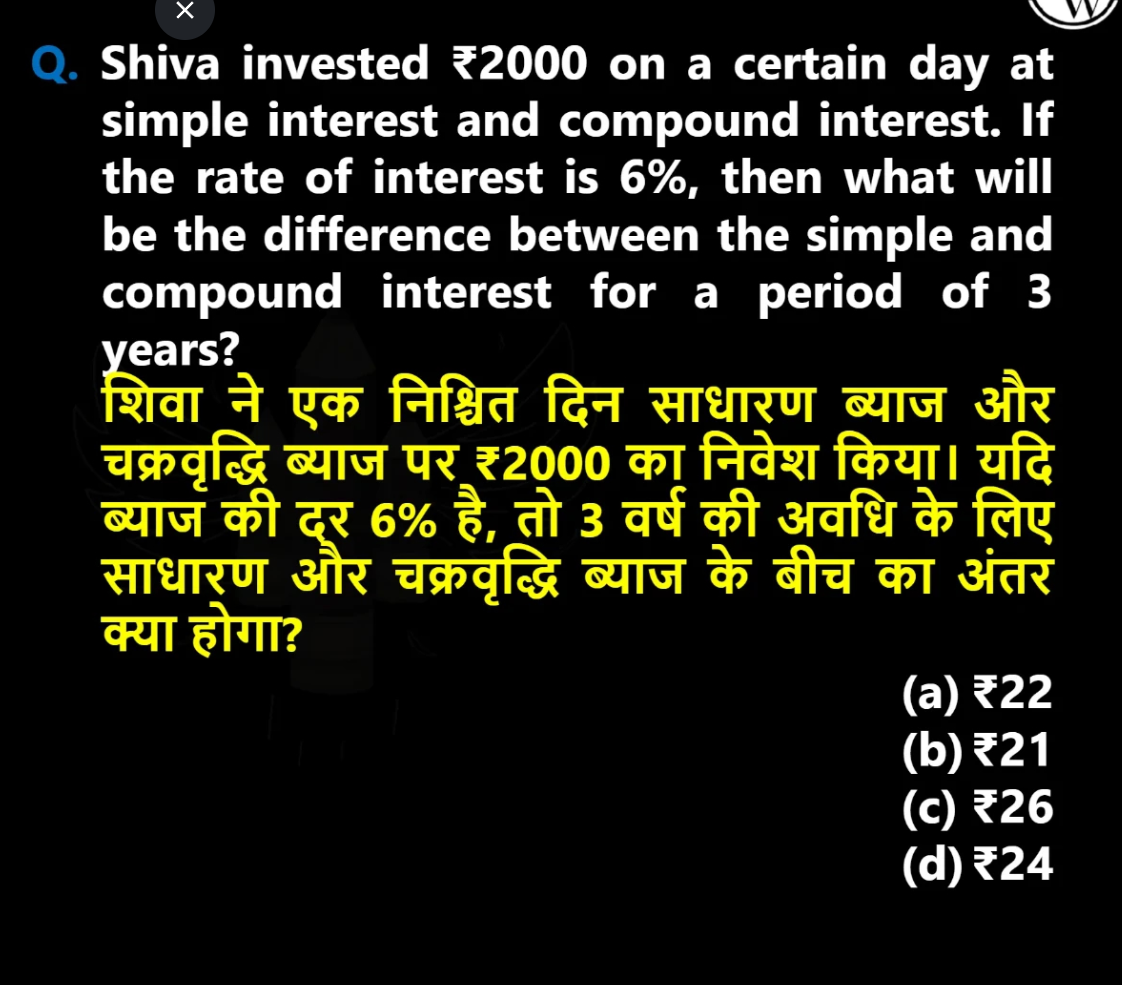 ×
W
Q. Shiva invested ₹2000 on a certain day at
simple interest and compound interest. If
the rate of interest is 6%, then what will
be the difference between the simple and
compound interest for a period of 3
years?
शिवा ने एक निश्चित दिन साधारण ब्याज और
चक्रवृद्धि ब्याज पर ₹2000 का निवेश किया। यदि
ब्याज की दर 6% है, तो 3 वर्ष की अवधि के लिए
साधारण और चक्रवृद्धि ब्याज के बीच का अंतर
क्या होगा?
(a) ₹22
(b) ₹21
(c) ₹26
(d) ₹24